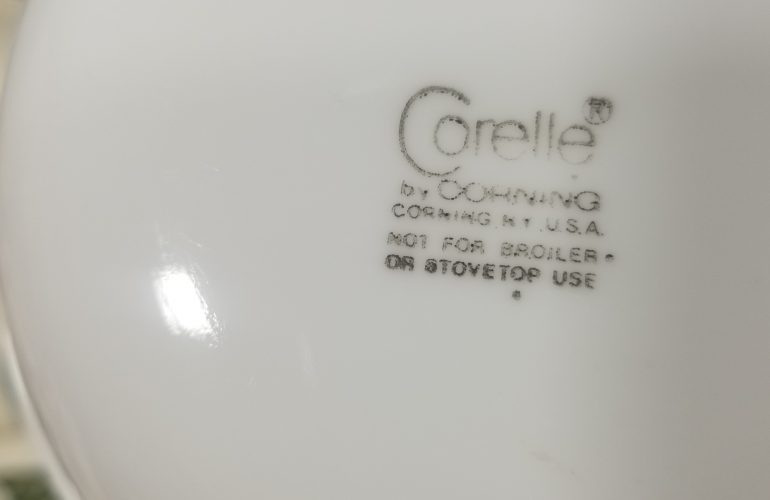 Corelle®
by CORNING
CORNING, N.Y. U.S.A.
NOT FOR BROILER
OR STOVETOP USE